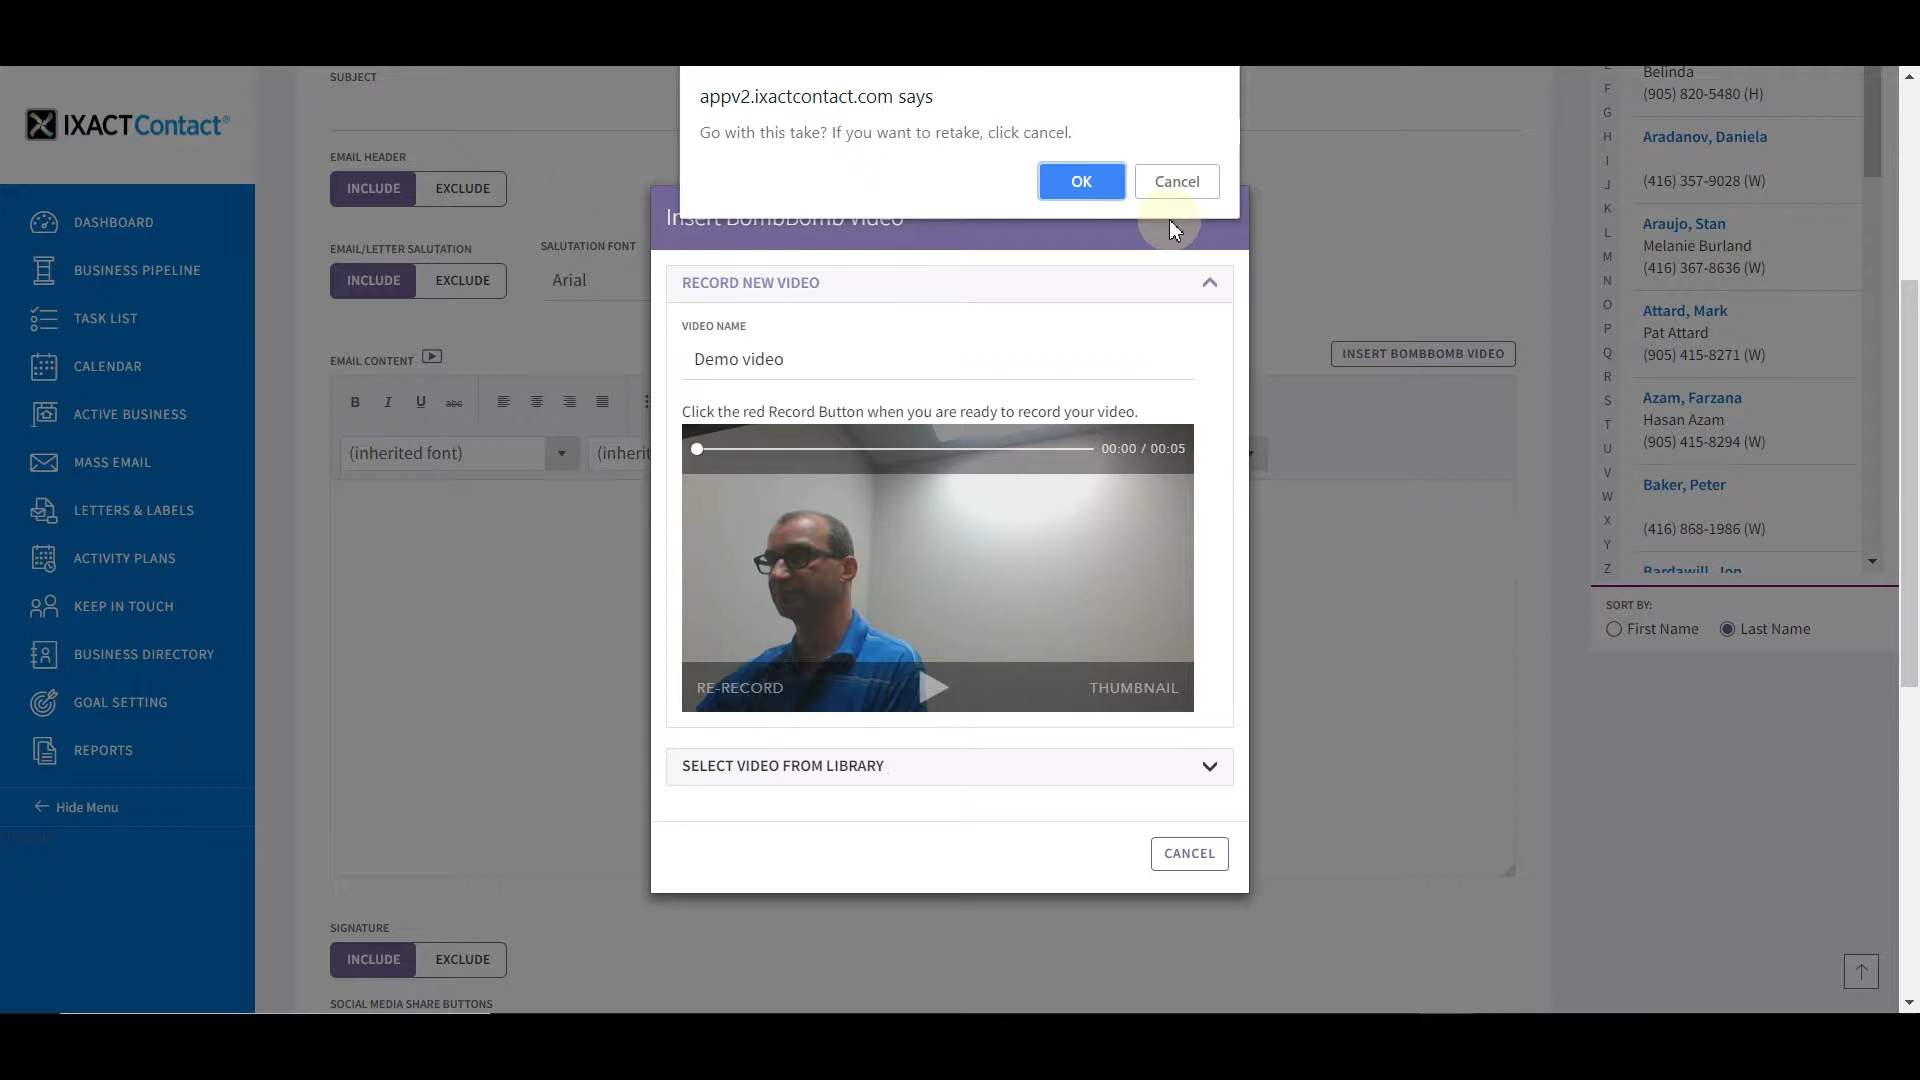 IXACTContact®
DASHBOARD
BUSINESS PIPELINE
TASK LIST
CALENDAR
ACTIVE BUSINESS
MASS EMAIL
LETTERS & LABELS
ACTIVITY PLANS
KEEP IN TOUCH
BUSINESS DIRECTORY
GOAL SETTING
REPORTS
Hide Menu
SUBJECT
EMAIL HEADER
INCLUDE EXCLUDE
EMAIL/LETTER SALUTATION
SALUTATION FONT
INCLUDE EXCLUDE
Arial
EMAIL CONTENT
INSERT BOMBBOMB VIDEO
B I U abc
(inherited font)
(inherit
SIGNATURE
INCLUDE EXCLUDE
SOCIAL MEDIA SHARE BUTTONS
appv2.ixactcontact.com says
Go with this take? If you want to retake, click cancel.
OK
Cancel
Insert BombBomb Video
RECORD NEW VIDEO
VIDEO NAME
Demo video
Click the red Record Button when you are ready to record your video.
00:00 / 00:05
RE-RECORD
THUMBNAIL
SELECT VIDEO FROM LIBRARY
CANCEL
F
G
H
I
J
K
L
M
N
O
P
Q
R
S
T
U
V
W
X
Y
Z
Belinda
(905) 820-5480 (H)
Aradanov, Daniela
(416) 357-9028 (W)
Araujo, Stan
Melanie Burland
(416) 367-8636 (W)
Attard, Mark
Pat Attard
(905) 415-8271 (W)
Azam, Farzana
Hasan Azam
(905) 415-8294 (W)
Baker, Peter
(416) 868-1986 (W)
Bardawill, Jon
SORT BY:
First Name
Last Name